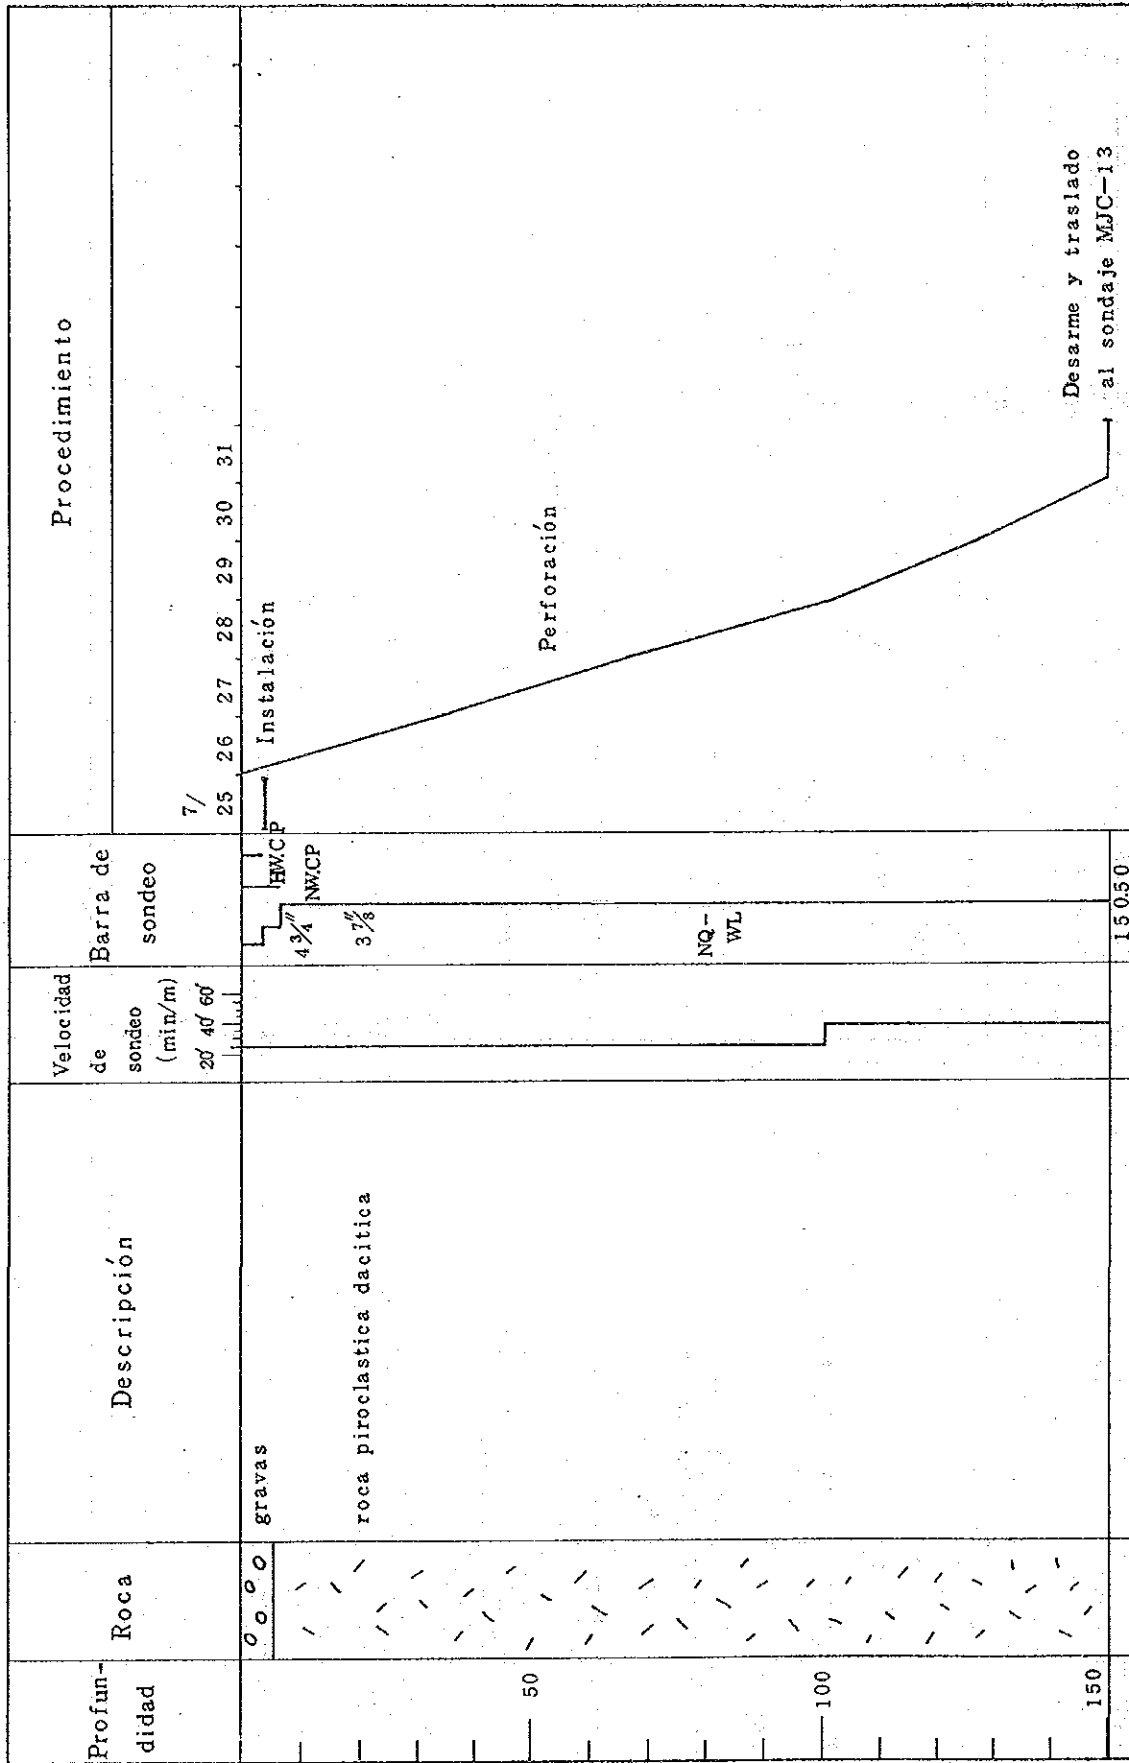 Profun-
didad
Roca
Descripción
Velocidad
de
sondeo
(min/m)
20' 40' 60'
Barra de
sondeo
Procedimiento
7/
25 26 27 28 29 30 31
gravas
roca piroclastica dacitica
50
100
150
HW.CP
NW.CP
4 3/4"
3 7/8"
NQ-
WL
150.50
Instalación
Perforación
Desarme y traslado
al sondaje MJC-13